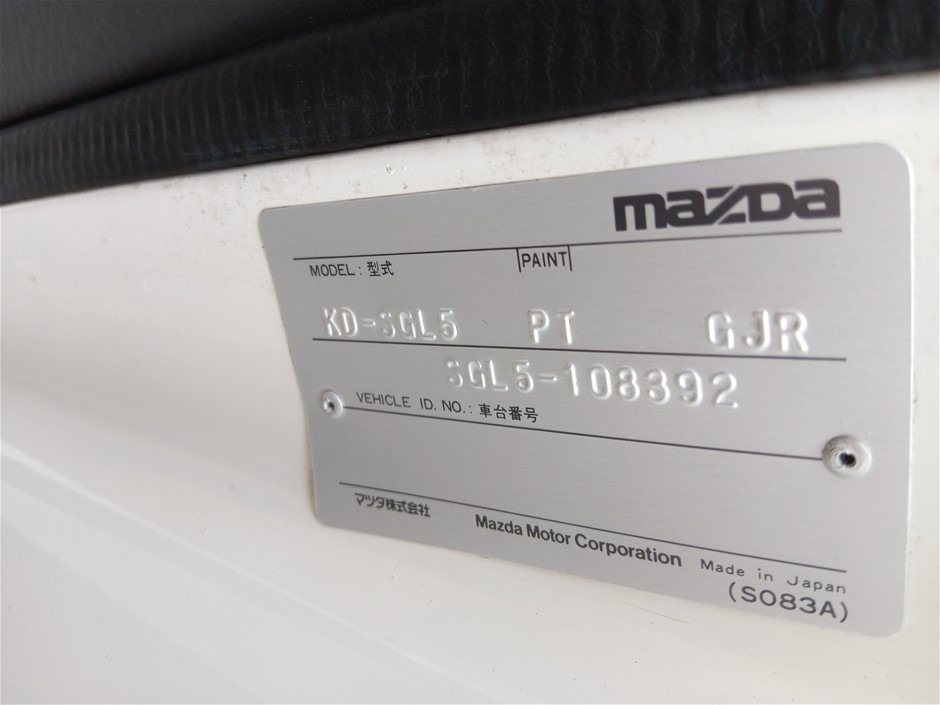 mazda
MODEL : 型式 PAINT
KD-SGL5 PT GJR
SGL5-108392
VEHICLE ID. NO. : 車台番号
マツダ株式会社 Mazda Motor Corporation Made in Japan
(S083A)